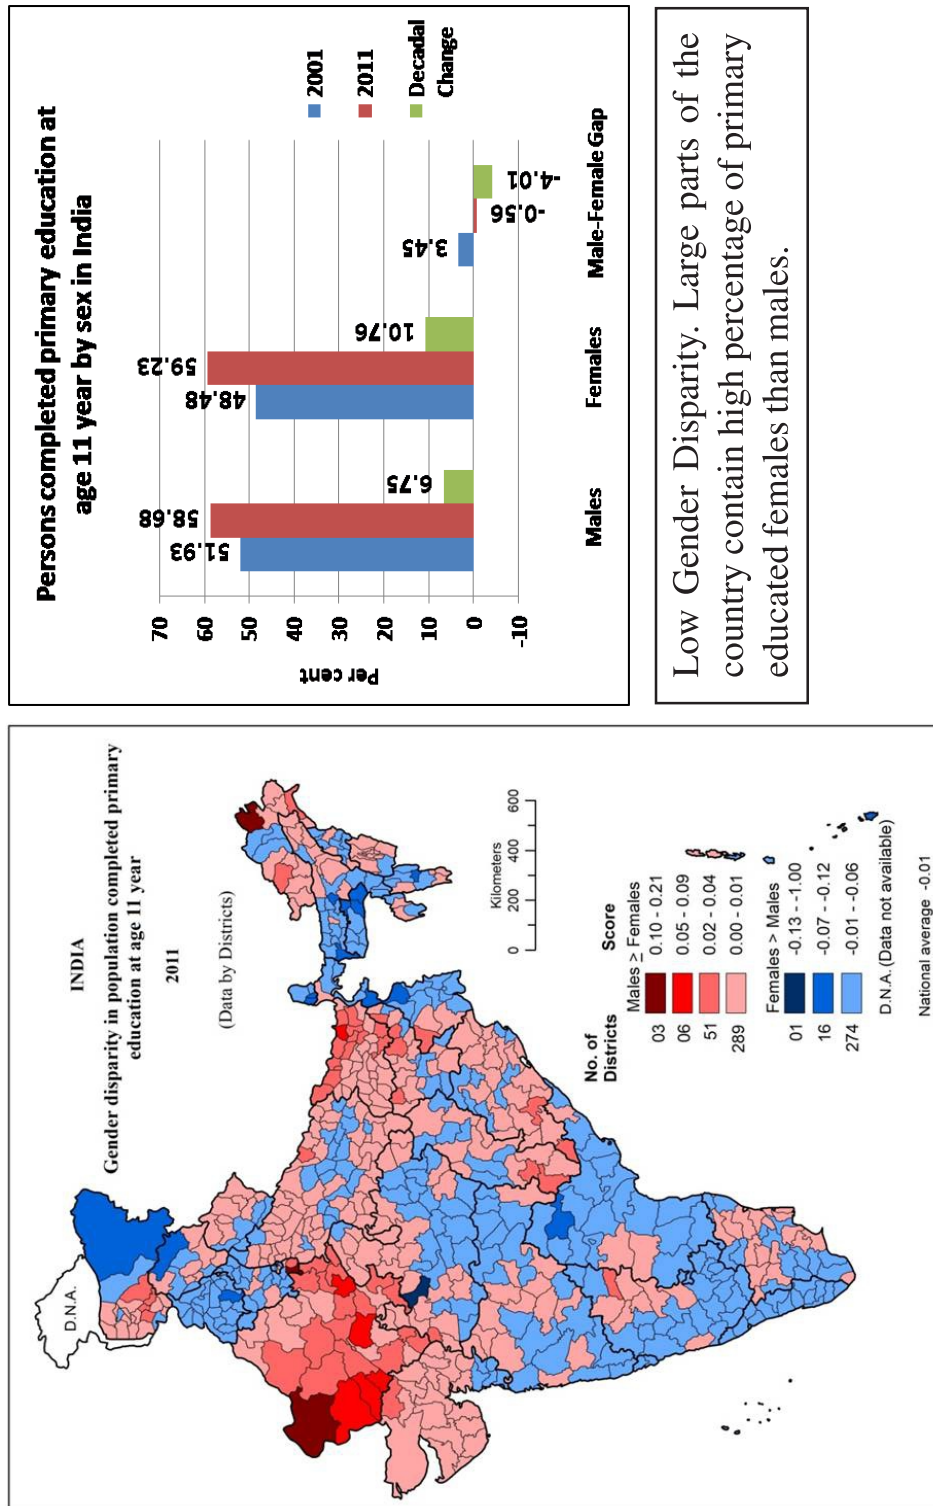 INDIA
Gender disparity in population completed primary
education at age 11 year
2011
(Data by Districts)
D.N.A.
Kilometers
0 200 400 600
No. of
Districts
Score
Males > Females
03 0.10 - 0.21
06 0.05 - 0.09
51 0.02 - 0.04
289 0.00 - 0.01
Females > Males
01 -0.13 - -1.00
16 -0.07 - -0.12
274 -0.01 - -0.06
D.N.A. (Data not available)
National average -0.01
Persons completed primary education at
age 11 year by sex in India
Per cent
70
60
50
40
30
20
10
0
-10
51.93
58.68
6.75
48.48
59.23
10.76
3.45
-0.56
-4.01
Males
Females
Male-Female Gap
2001
2011
Decadal
Change
Low Gender Disparity. Large parts of the
country contain high percentage of primary
educated females than males.